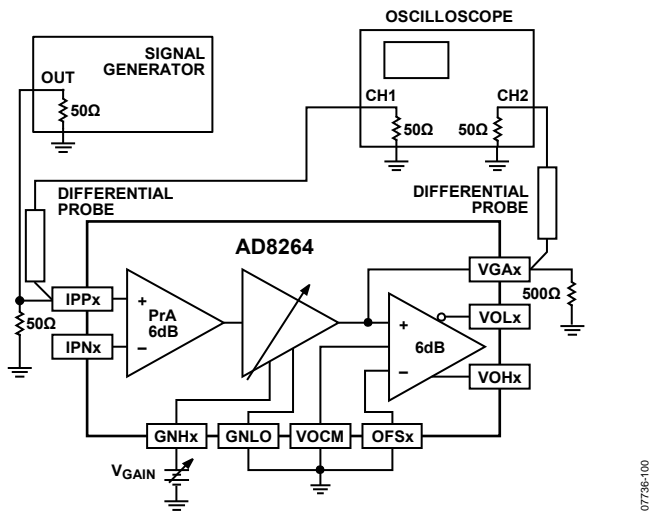 OSCILLOSCOPE
SIGNAL
GENERATOR
OUT
50Ω
CH1
CH2
50Ω
50Ω
DIFFERENTIAL
PROBE
DIFFERENTIAL
PROBE
AD8264
IPPx
+
PrA
6dB
–
50Ω
IPNx
VGAx
500Ω
+
6dB
–
VOLx
VOHx
GNHx
GNLO
VOCM
OFSx
VGAIN
07736-100